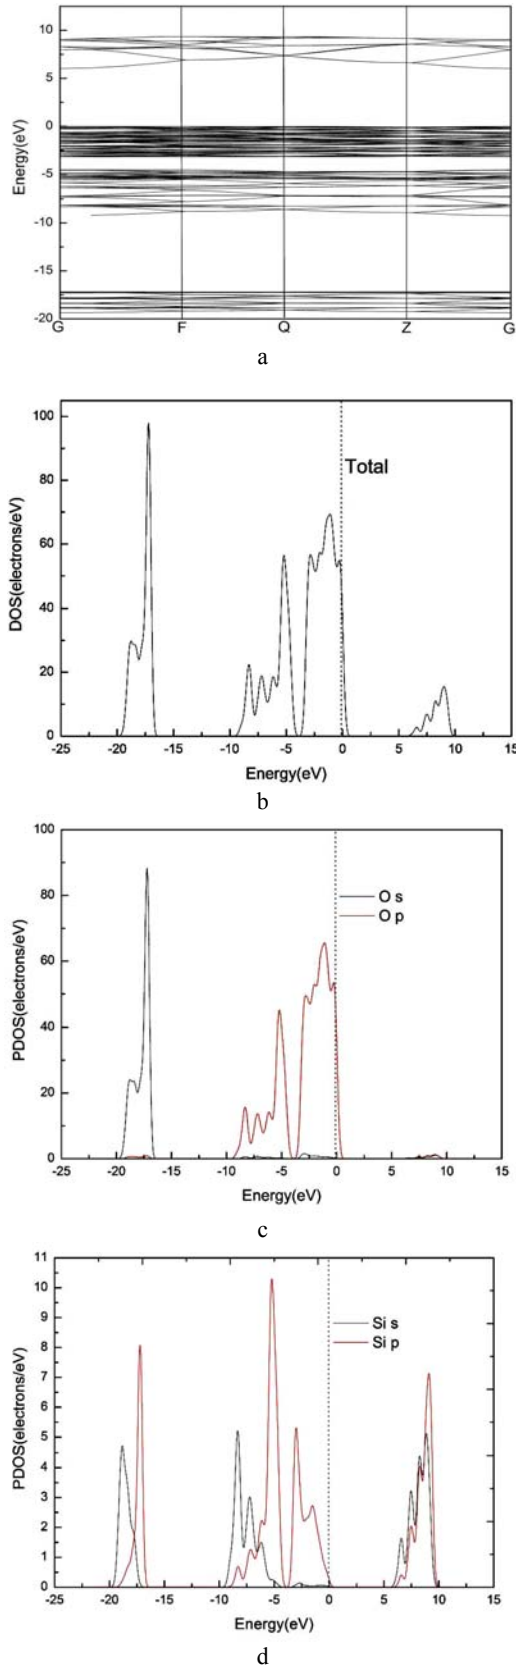 10
5
0
-5
-10
-15
-20
Energy(eV)
G F Q Z G
a
100
80
60
40
20
0
DOS(electrons/eV)
Total
-25 -20 -15 -10 -5 0 5 10 15
Energy(eV)
b
100
80
60
40
20
0
PDOS(electrons/eV)
O s
O p
-25 -20 -15 -10 -5 0 5 10 15
Energy(eV)
c
11
10
9
8
7
6
5
4
3
2
1
0
PDOS(electrons/eV)
Si s
Si p
-25 -20 -15 -10 -5 0 5 10 15
Energy(eV)
d